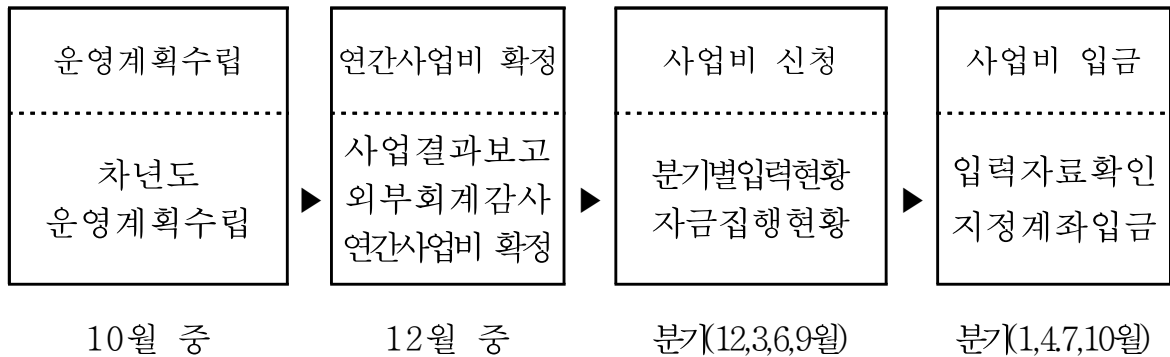 운영계획수립
차년도
운영계획수립
10월 중
연간사업비 확정
사업결과보고
외부회계감사
연간사업비 확정
12월 중
사업비 신청
분기별입력현황
자금집행현황
분기(12,3,6,9월)
사업비 입금
입력자료확인
지정계좌입금
분기(1,4.7,10월)